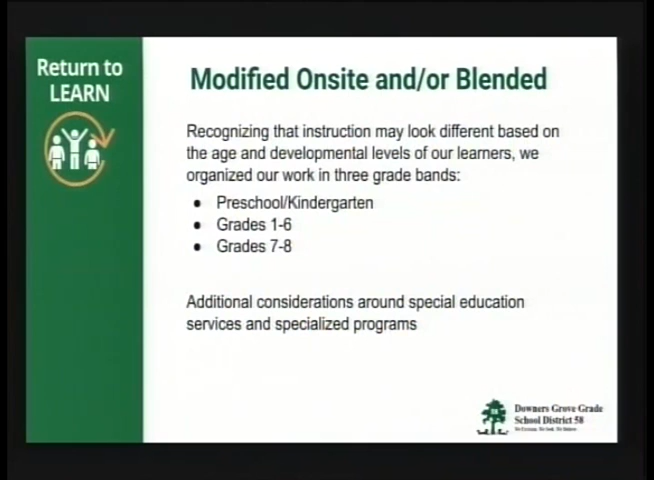 Return to
LEARN
Modified Onsite and/or Blended
Recognizing that instruction may look different based on
the age and developmental levels of our learners, we
organized our work in three grade bands:
● Preschool/Kindergarten
● Grades 1-6
● Grades 7-8
Additional considerations around special education
services and specialized programs
Downers Grove Grade
School District 58